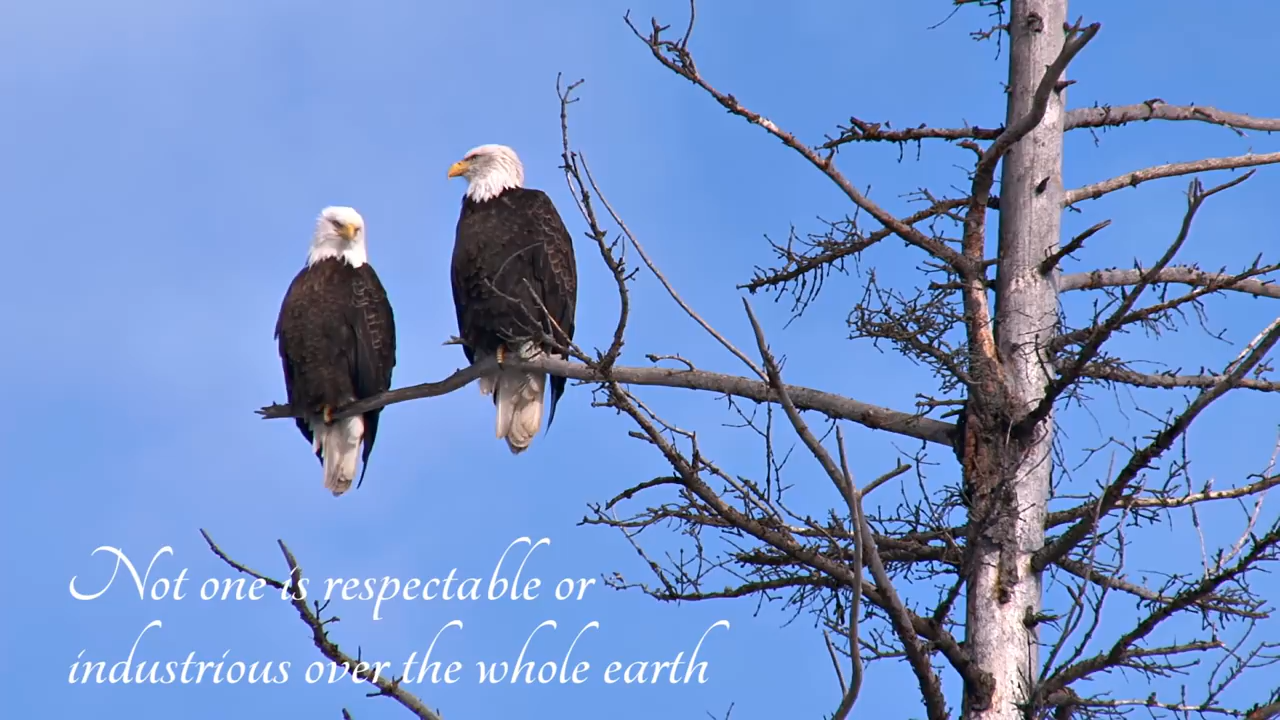 Not one is respectable or
industrious over the whole earth